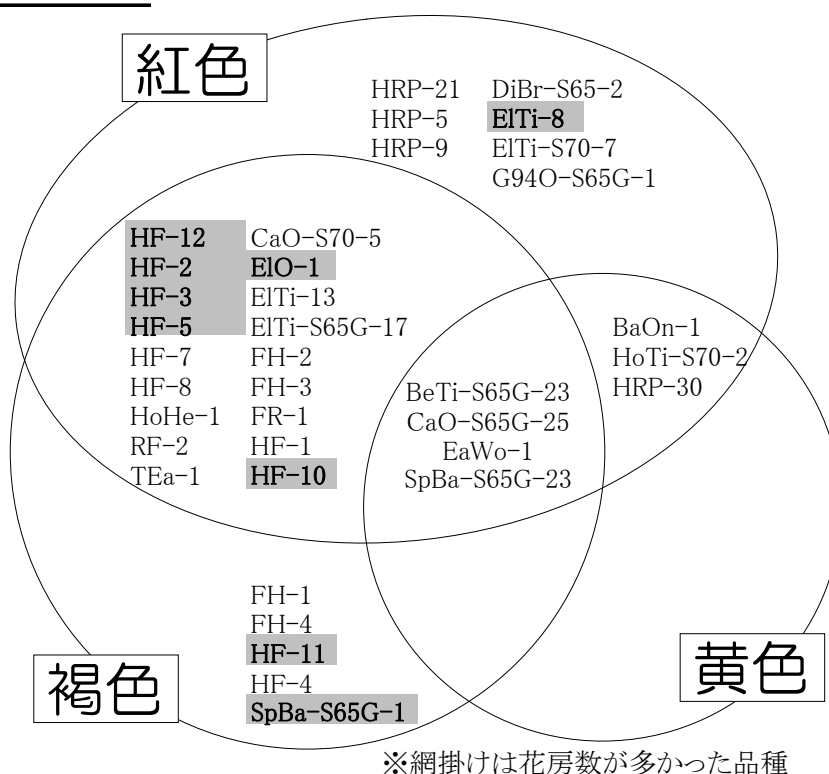 紅色
HRP-21 DiBr-S65-2
HRP-5 ElTi-8
HRP-9 ElTi-S70-7
G94O-S65G-1
HF-12 CaO-S70-5
HF-2 ElO-1
HF-3 ElTi-13
HF-5 ElTi-S65G-17
HF-7 FH-2
HF-8 FH-3
HoHe-1 FR-1
RF-2 HF-1
TEa-1 HF-10
BaOn-1
HoTi-S70-2
HRP-30
BeTi-S65G-23
CaO-S65G-25
EaWo-1
SpBa-S65G-23
FH-1
FH-4
HF-11
HF-4
SpBa-S65G-1
褐色
黄色
※網掛けは花房数が多かった品種